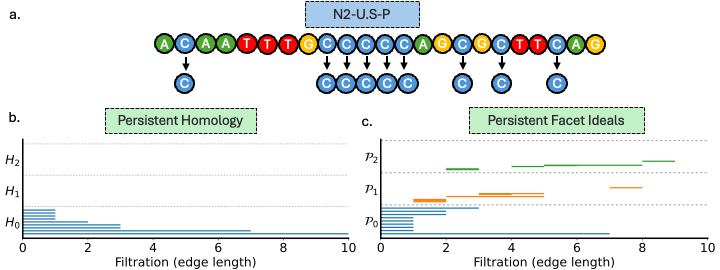 a.
N2-U.S-P
A C A A T T T G C C C C C A G C G C T T C A G
C C C C C C C C C
b.
Persistent Homology
H₂
H₁
H₀
0 2 4 6 8 10
Filtration (edge length)
c.
Persistent Facet Ideals
𝒫₂
𝒫₁
𝒫₀
0 2 4 6 8 10
Filtration (edge length)